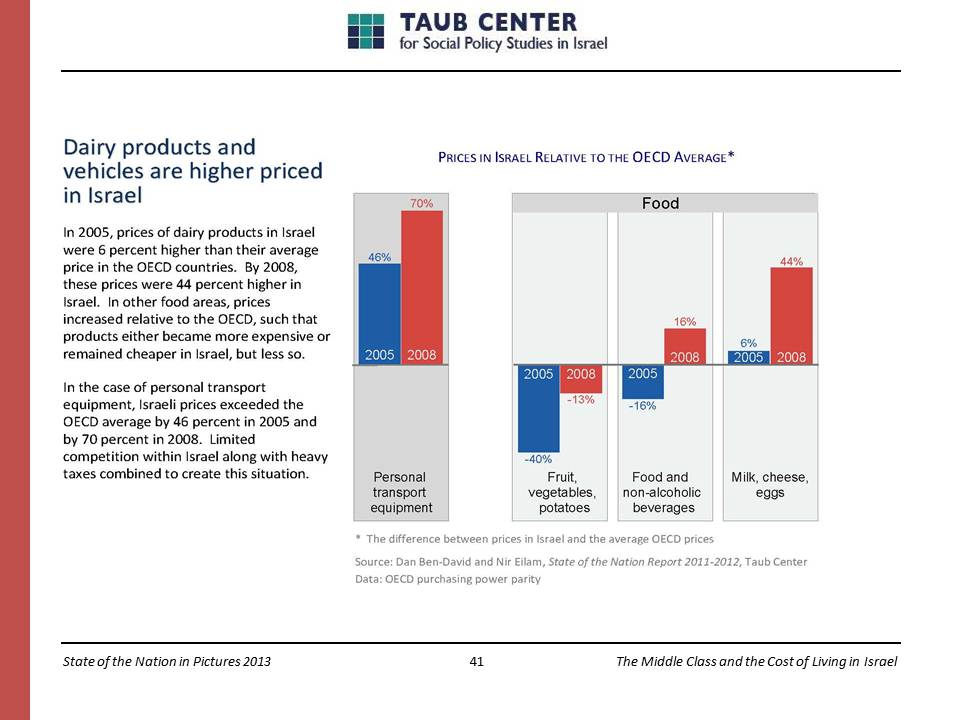 TAUB CENTER
for Social Policy Studies in Israel
Dairy products and
vehicles are higher priced
in Israel
In 2005, prices of dairy products in Israel
were 6 percent higher than their average
price in the OECD countries.  By 2008,
these prices were 44 percent higher in
Israel.  In other food areas, prices
increased relative to the OECD, such that
products either became more expensive or
remained cheaper in Israel, but less so.
In the case of personal transport
equipment, Israeli prices exceeded the
OECD average by 46 percent in 2005 and
by 70 percent in 2008.  Limited
competition within Israel along with heavy
taxes combined to create this situation.
PRICES IN ISRAEL RELATIVE TO THE OECD AVERAGE*
70%
46%
2005 2008
Personal
transport
equipment
Food
2005 2008
-13%
-40%
Fruit,
vegetables,
potatoes
16%
2008
2005
-16%
Food and
non-alcoholic
beverages
44%
6%
2005 2008
Milk, cheese,
eggs
* The difference between prices in Israel and the average OECD prices
Source: Dan Ben-David and Nir Eilam, State of the Nation Report 2011-2012, Taub Center
Data: OECD purchasing power parity
State of the Nation in Pictures 2013
41
The Middle Class and the Cost of Living in Israel